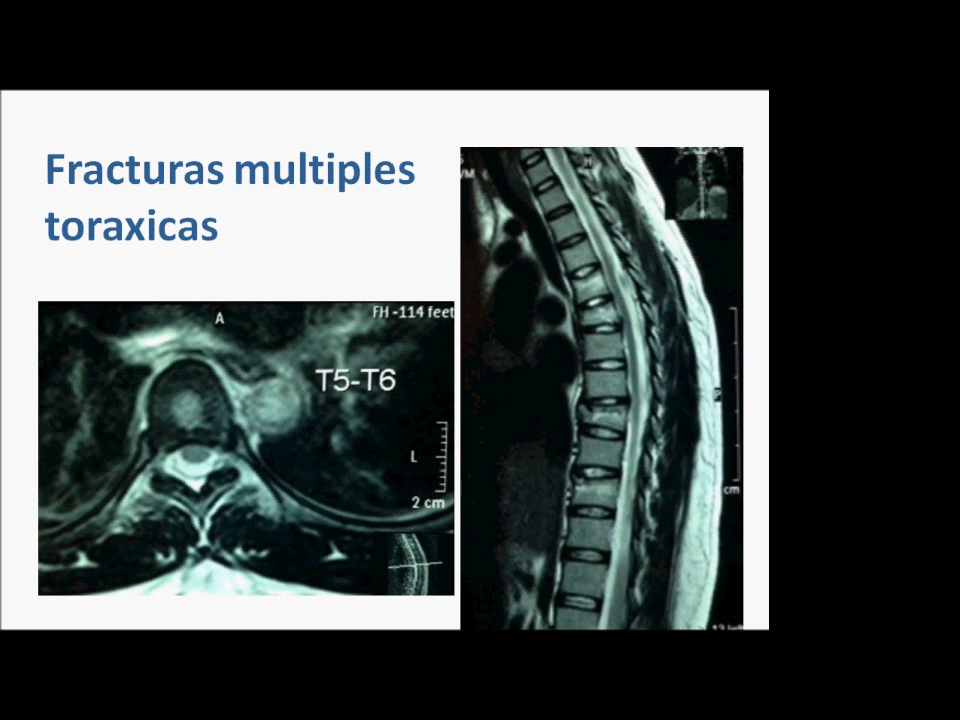 Fracturas multiples
toraxicas
A
FH -114 feet
T5-T6
L
2 cm
H
P
cm